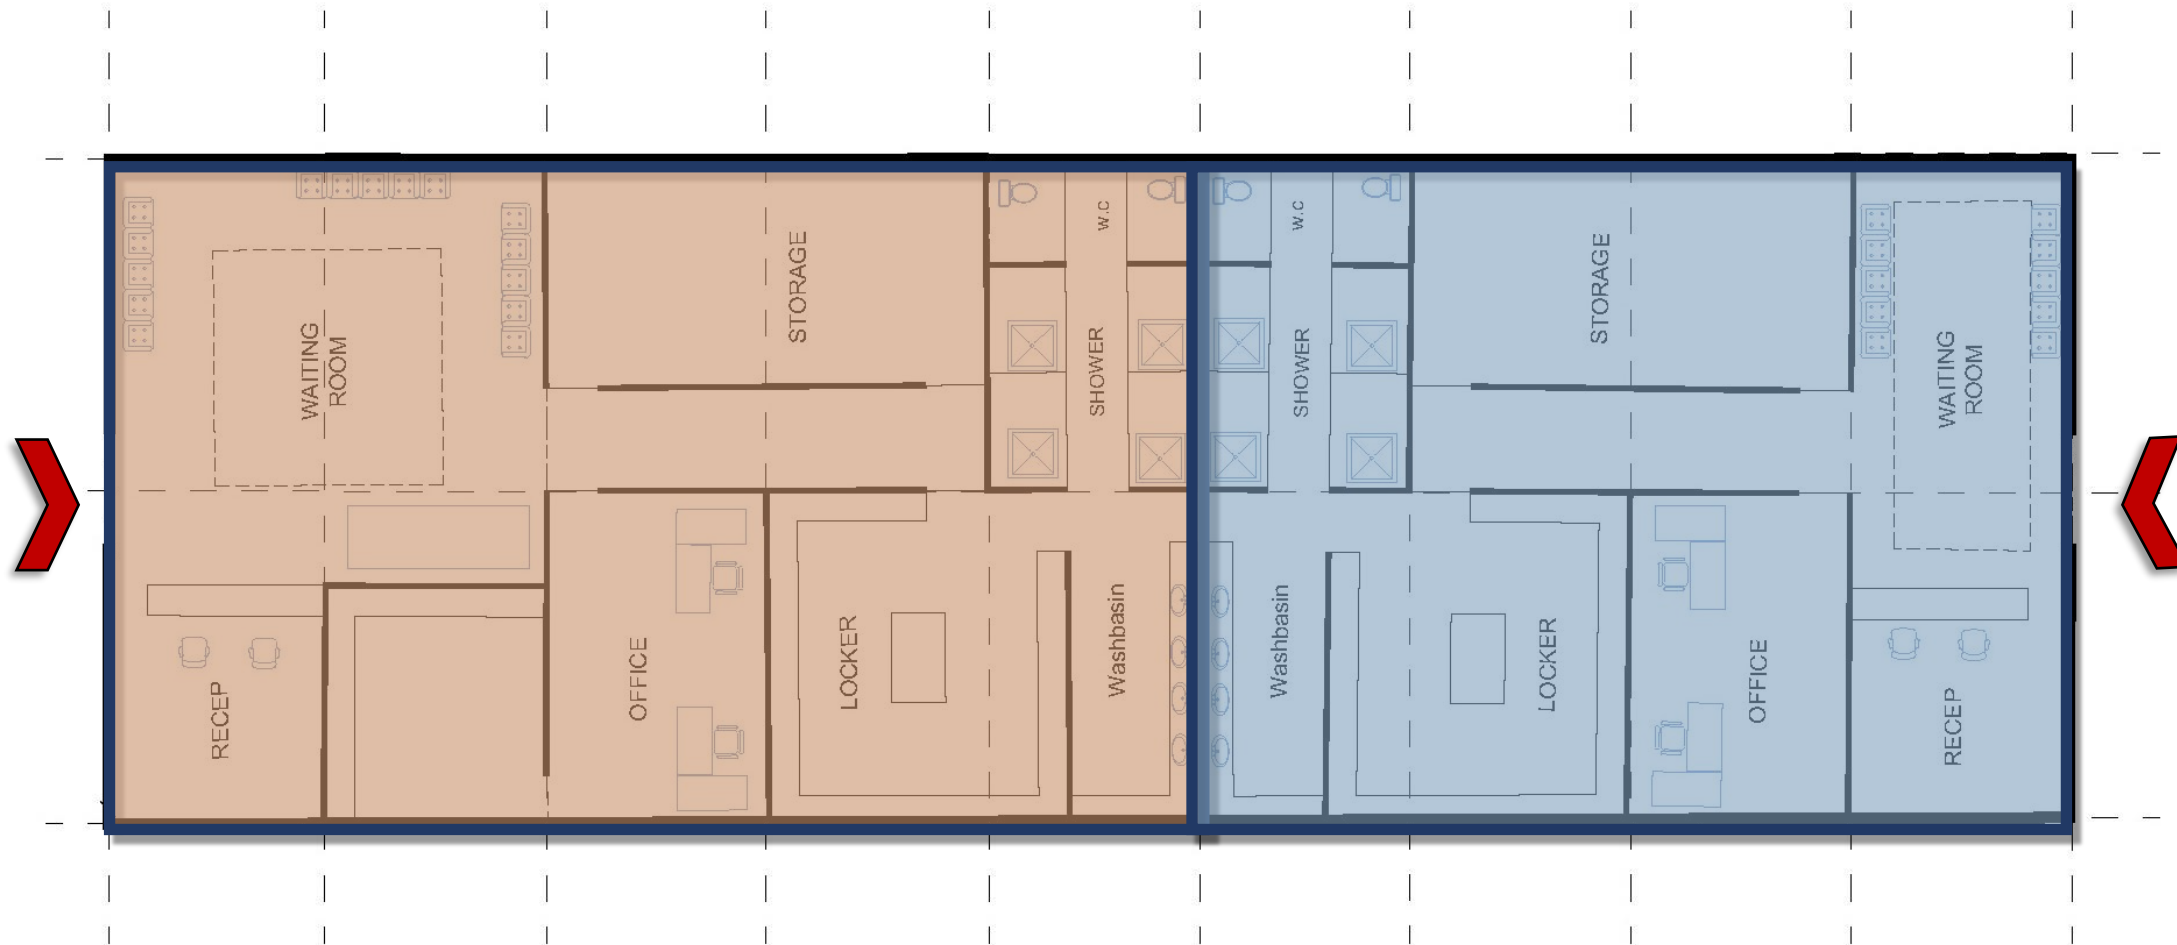 WAITING
ROOM
RECEP
STORAGE
OFFICE
LOCKER
W.C
SHOWER
Washbasin
W.C
SHOWER
Washbasin
STORAGE
LOCKER
OFFICE
WAITING
ROOM
RECEP